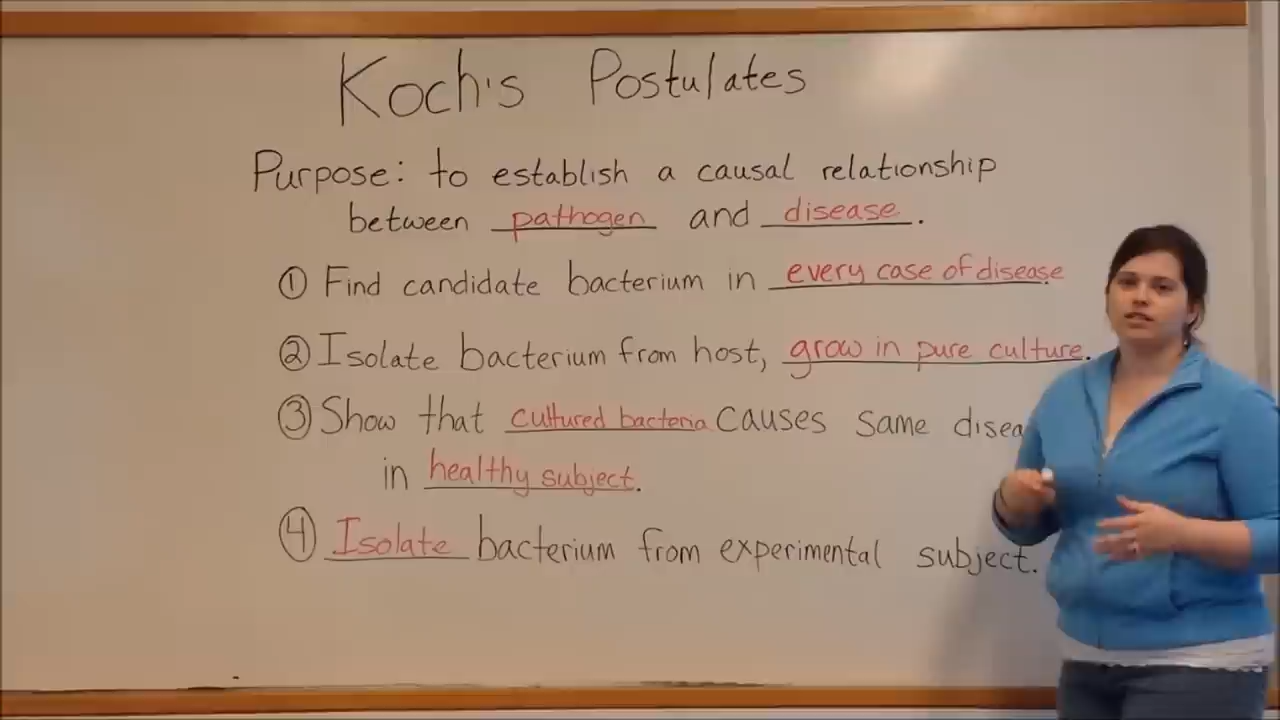 Koch's Postulates
Purpose: to establish a causal relationship
between pathogen and disease.
① Find candidate bacterium in every case of disease.
② Isolate bacterium from host, grow in pure culture.
③ Show that cultured bacteria causes same disea
in healthy subject.
④ Isolate bacterium from experimental subject.